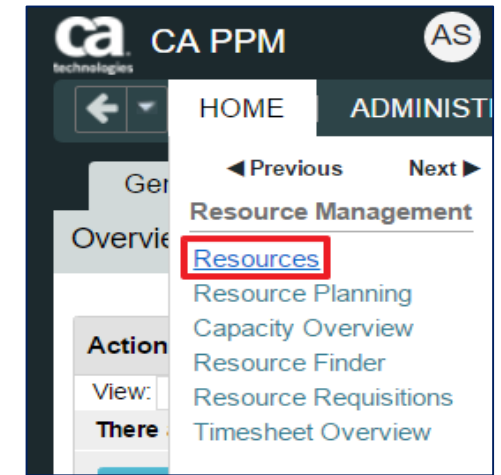 ca technologies CA PPM AS
HOME ADMINIST
◀ Previous Next ▶
Resource Management
Resources
Resource Planning
Capacity Overview
Resource Finder
Resource Requisitions
Timesheet Overview
Ger
Overvie
Action
View:
There